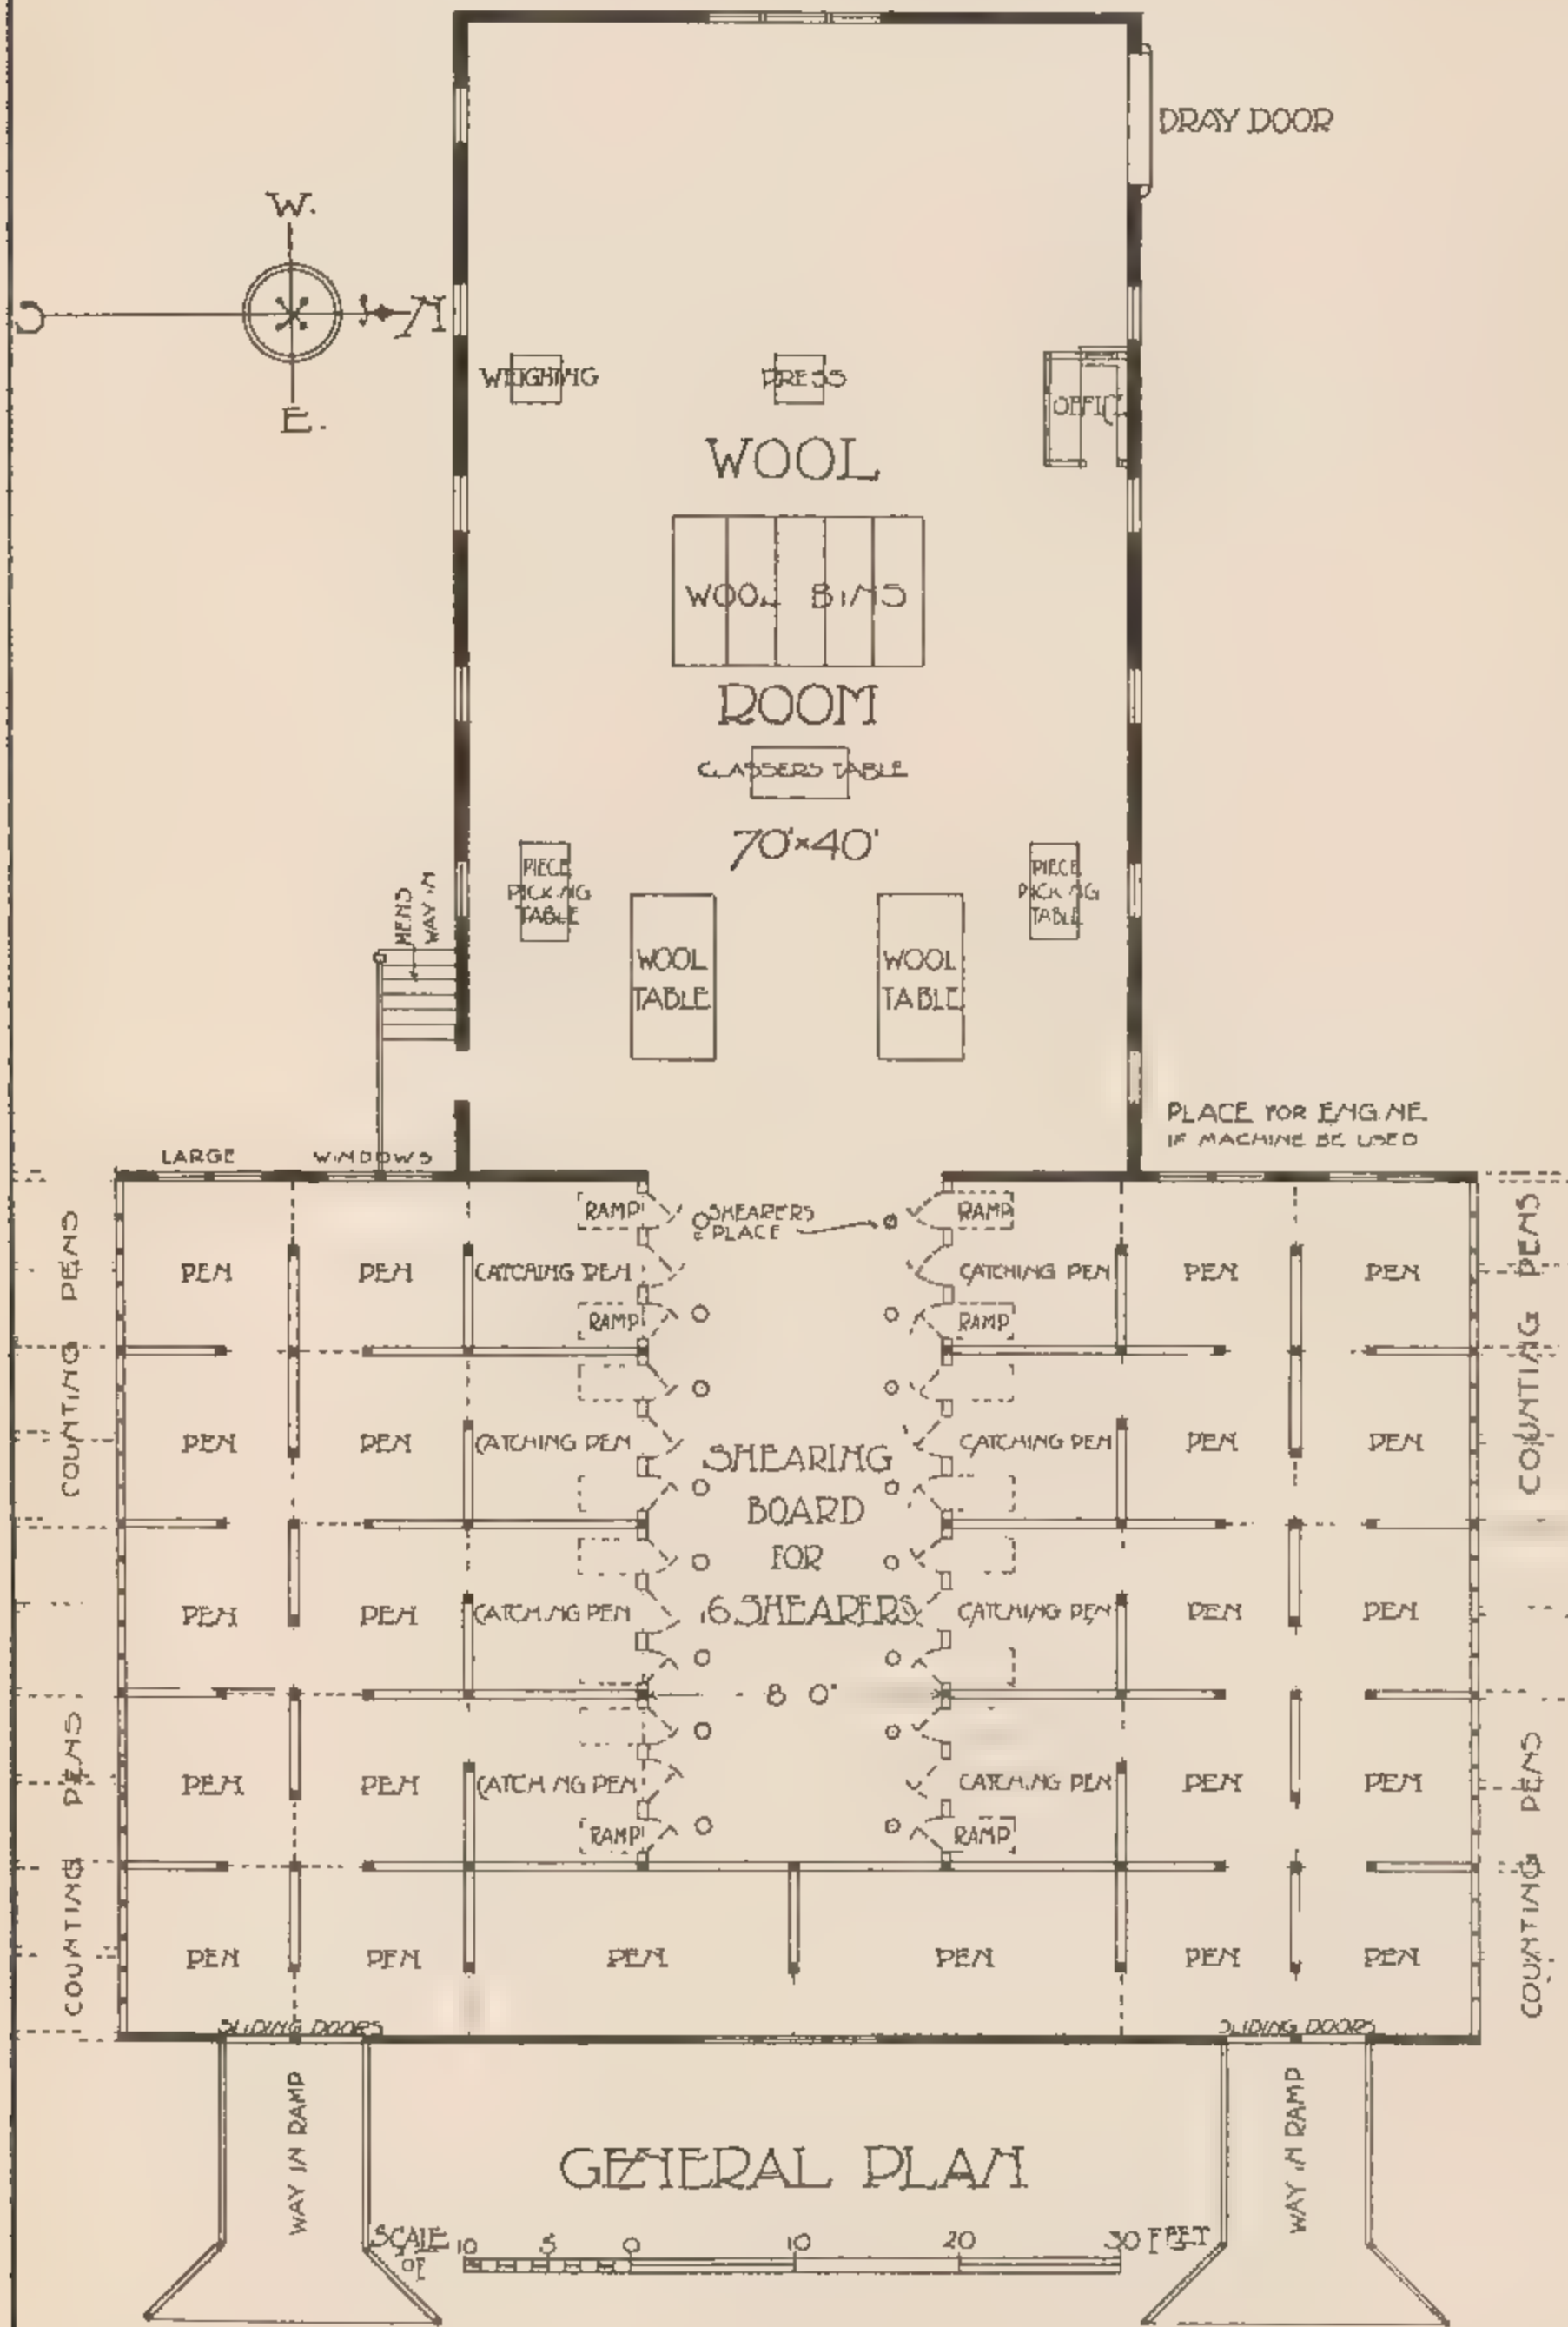 DRAY DOOR
W.
N
E.
WEIGHING
PRESS
OFFIC
WOOL
WOOL BINS
ROOM
CLASSERS TABLE
70'×40'
PIECE
PICKING
TABLE
PIECE
PICKING
TABLE
MENS
WAY IN
WOOL
TABLE
WOOL
TABLE
PLACE FOR ENGINE
IF MACHINE BE USED
LARGE WINDOWS
RAMP
SHEARERS
PLACE
RAMP
COUNTING PENS
PEN
PEN
CATCHING PEN
CATCHING PEN
PEN
PEN
COUNTING PENS
RAMP
RAMP
PEN
PEN
CATCHING PEN
SHEARING
BOARD
FOR
16 SHEARERS
CATCHING PEN
PEN
PEN
PEN
PEN
CATCHING PEN
CATCHING PEN
PEN
PEN
8 0"
COUNTING PENS
PEN
PEN
CATCHING PEN
CATCHING PEN
PEN
PEN
COUNTING PENS
RAMP
RAMP
PEN
PEN
PEN
PEN
PEN
PEN
SLIDING DOORS
SLIDING DOORS
WAY IN RAMP
WAY IN RAMP
GENERAL PLAN
SCALE
OF
10 5 0 10 20 30 FEET